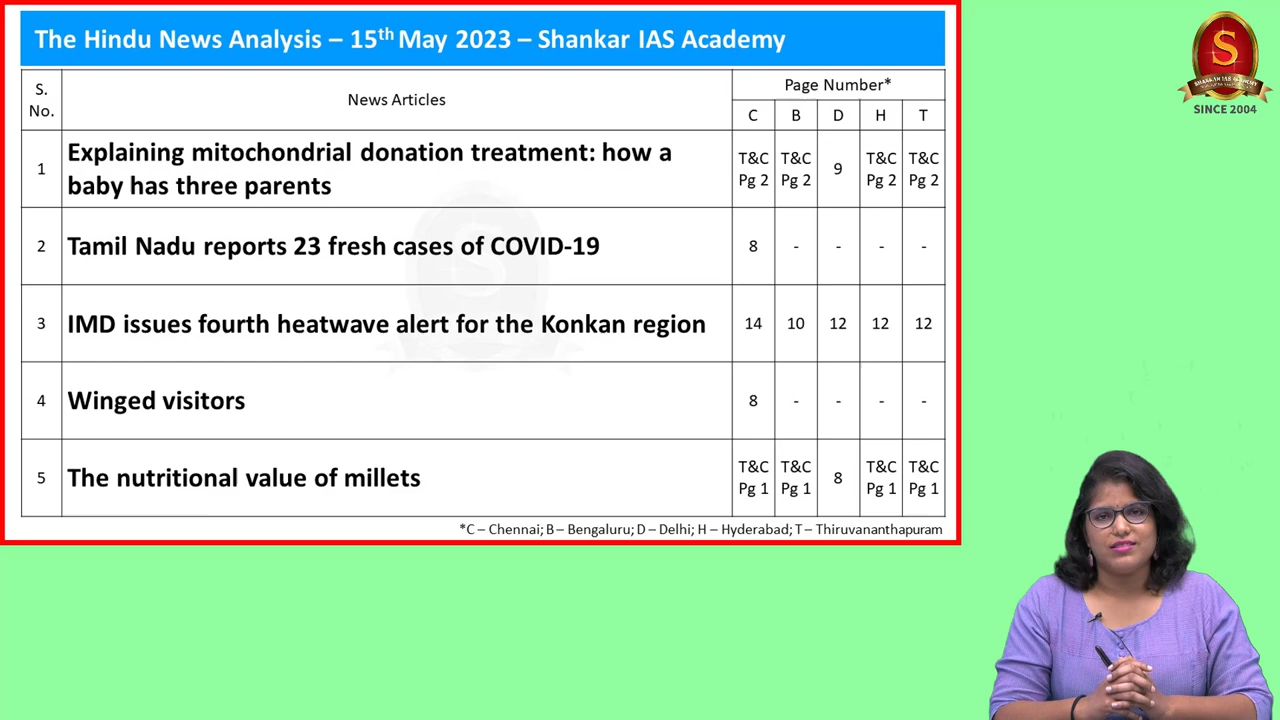 The Hindu News Analysis – 15th May 2023 – Shankar IAS Academy
S. No.
News Articles
Page Number*
C B D H T
1 Explaining mitochondrial donation treatment: how a
baby has three parents
T&C Pg 2 T&C Pg 2 9 T&C Pg 2 T&C Pg 2
2 Tamil Nadu reports 23 fresh cases of COVID-19 8 - - - -
3 IMD issues fourth heatwave alert for the Konkan region 14 10 12 12 12
4 Winged visitors 8 - - - -
5 The nutritional value of millets T&C Pg 1 T&C Pg 1 8 T&C Pg 1 T&C Pg 1
*C – Chennai; B – Bengaluru; D – Delhi; H – Hyderabad; T – Thiruvananthapuram
S
SHANKAR IAS ACADEMY
SINCE 2004